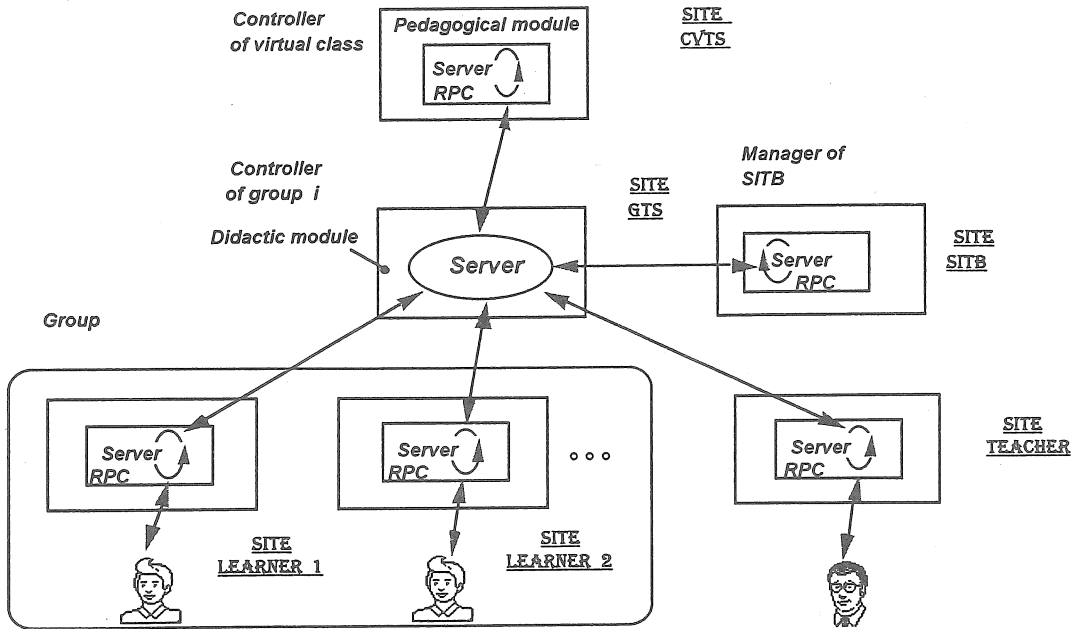 Controller
of virtual class
Pedagogical module
Server
RPC
SITE
CVTS
Controller
of group i
Didactic module
Server
SITE
GTS
Manager of
SITB
Server
RPC
SITE
SITB
Group
Server
RPC
SITE
LEARNER 1
Server
RPC
SITE
LEARNER 2
Server
RPC
SITE
TEACHER